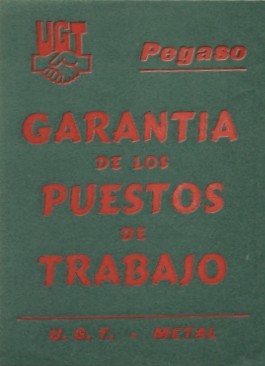 UGT
Pegaso
GARANTIA
DE LOS
PUESTOS
DE
TRABAJO
U. G. T. - METAL